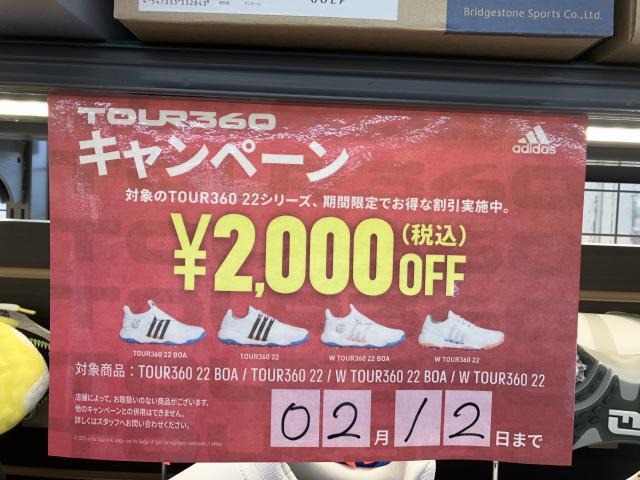 4 547333 332843
GOLF
Bridgestone Sports Co., Ltd.
TOUR360
キャンペーン
adidas
対象のTOUR360 22シリーズ、期間限定でお得な割引実施中。
¥2,000(税込)OFF
TOUR360 22 BOA
TOUR360 22
W TOUR360 22 BOA
W TOUR360 22
対象商品：TOUR360 22 BOA / TOUR360 22 / W TOUR360 22 BOA / W TOUR360 22
店舗によって、お取扱いのない商品がございます。
他のキャンペーンとの併用はできません。
詳しくはスタッフへお問い合わせください。
02月12日まで
FJ